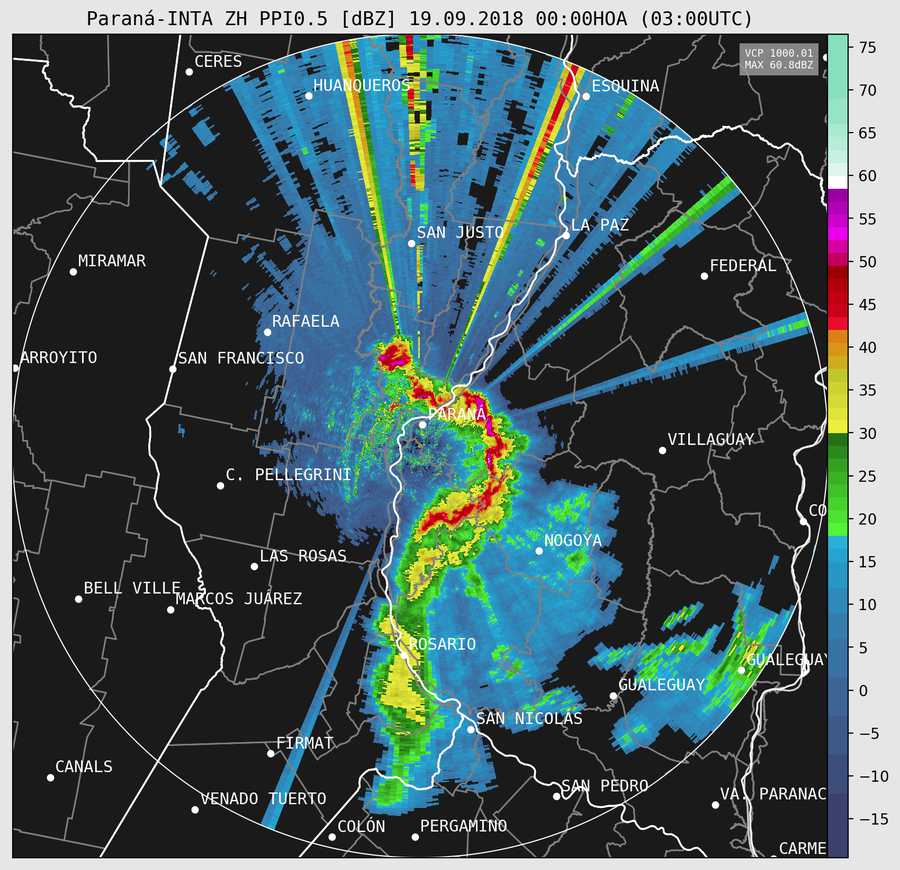 Paraná-INTA ZH PPI0.5 [dBZ] 19.09.2018 00:00HOA (03:00UTC)
VCP 1000.01
MAX 60.8dBZ
75
70
65
60
55
50
45
40
35
30
25
20
15
10
5
0
−5
−10
−15
CERES
HUANQUEROS
ESQUINA
SAN JUSTO
LA PAZ
MIRAMAR
FEDERAL
RAFAELA
ARROYITO
SAN FRANCISCO
PARANÁ
VILLAGUAY
C. PELLEGRINI
CO
NOGOYA
LAS ROSAS
BELL VILLE
MARCOS JUÁREZ
ROSARIO
GUALEGUAY
GUALEGUAY
SAN NICOLÁS
FIRMAT
CANALS
SAN PEDRO
VENADO TUERTO
VA. PARANAC
COLÓN
PERGAMINO
CARME